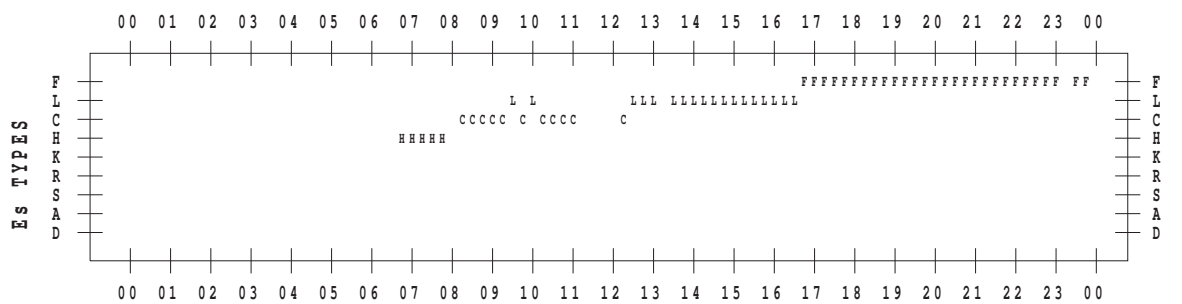 00 01 02 03 04 05 06 07 08 09 10 11 12 13 14 15 16 17 18 19 20 21 22 23 00
F FFFFFFFFFFFFFFFFFFFFFFFFFF FF F
L L L LLL LLLLLLLLLLLLL L
C CCCCC C CCCC C C
H HHHHH H
K K
R R
S S
A A
D D
Es TYPES
00 01 02 03 04 05 06 07 08 09 10 11 12 13 14 15 16 17 18 19 20 21 22 23 00